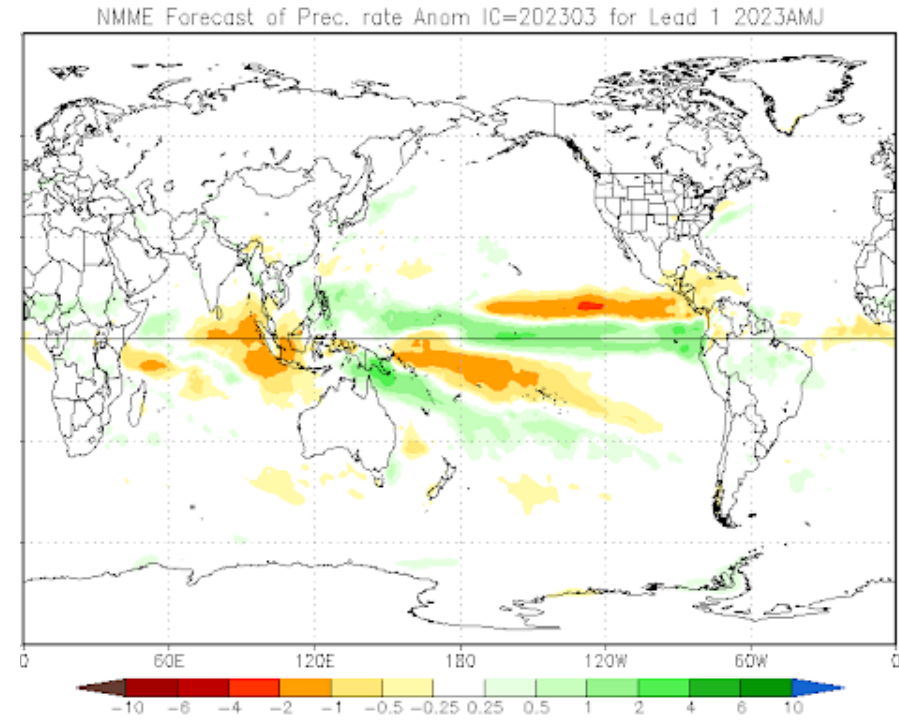 NMME Forecast of Prec. rate Anom IC=202303 for Lead 1 2023AMJ
0 60E 120E 180 120W 60W 0
-10 -6 -4 -2 -1 -0.5 -0.25 0.25 0.5 1 2 4 6 10